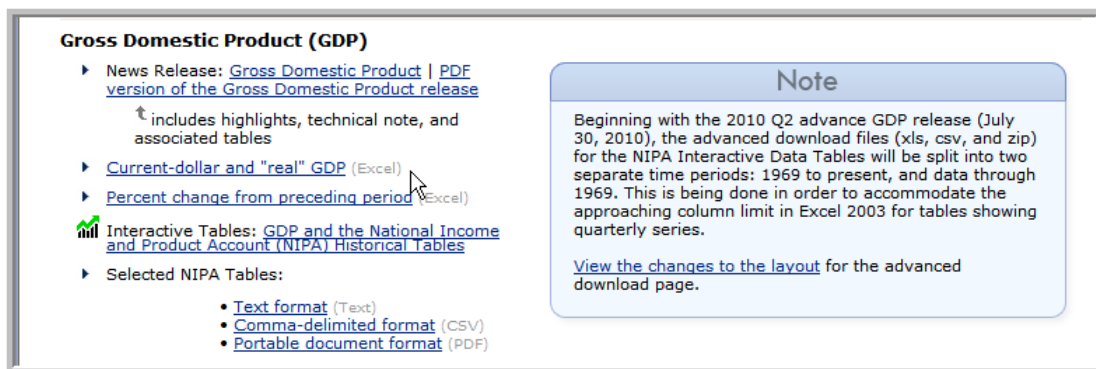 Gross Domestic Product (GDP)
News Release: Gross Domestic Product | PDF
version of the Gross Domestic Product release
includes highlights, technical note, and
associated tables
Current-dollar and "real" GDP (Excel)
Percent change from preceding period (Excel)
Interactive Tables: GDP and the National Income
and Product Account (NIPA) Historical Tables
Selected NIPA Tables:
• Text format (Text)
• Comma-delimited format (CSV)
• Portable document format (PDF)
Note
Beginning with the 2010 Q2 advance GDP release (July
30, 2010), the advanced download files (xls, csv, and zip)
for the NIPA Interactive Data Tables will be split into two
separate time periods: 1969 to present, and data through
1969. This is being done in order to accommodate the
approaching column limit in Excel 2003 for tables showing
quarterly series.
View the changes to the layout for the advanced
download page.